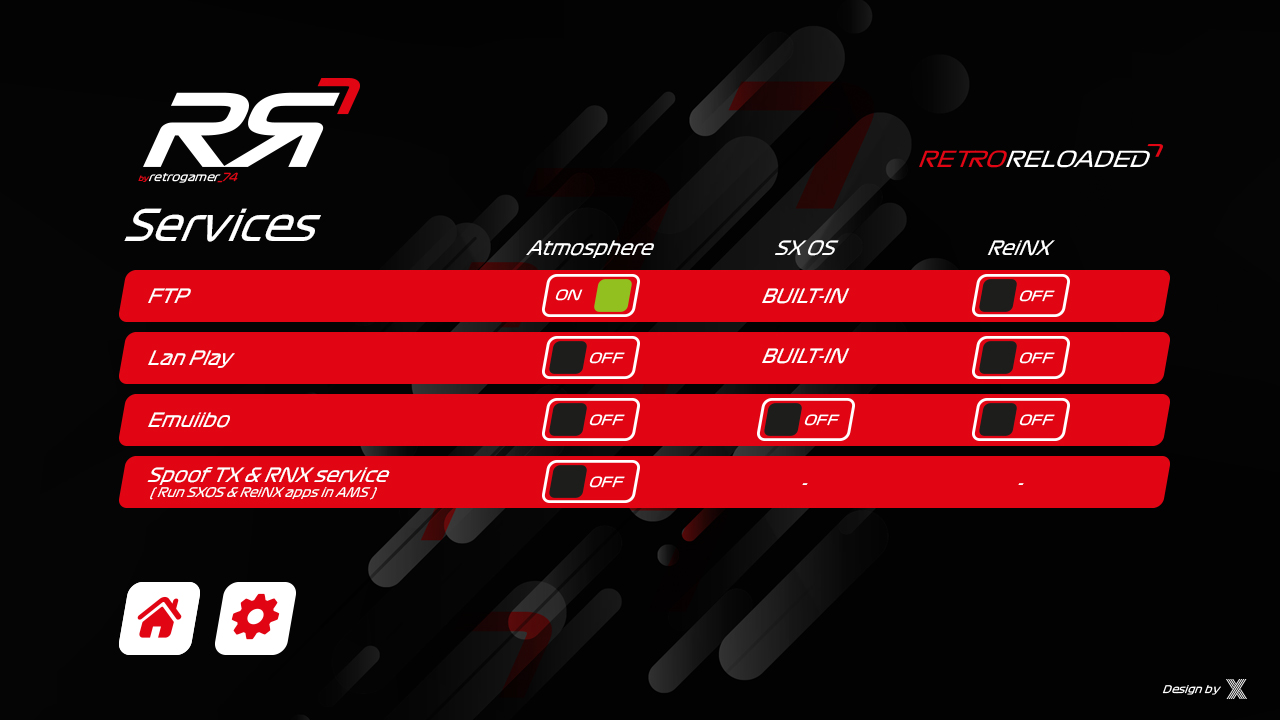 RR
by retrogamer_74
RETRORELOADED
Services
Atmosphere SX OS ReiNX
FTP ON BUILT-IN OFF
Lan Play OFF BUILT-IN OFF
Emuiibo OFF OFF OFF
Spoof TX & RNX service OFF - -
( Run SXOS & ReiNX apps in AMS )
Design by X